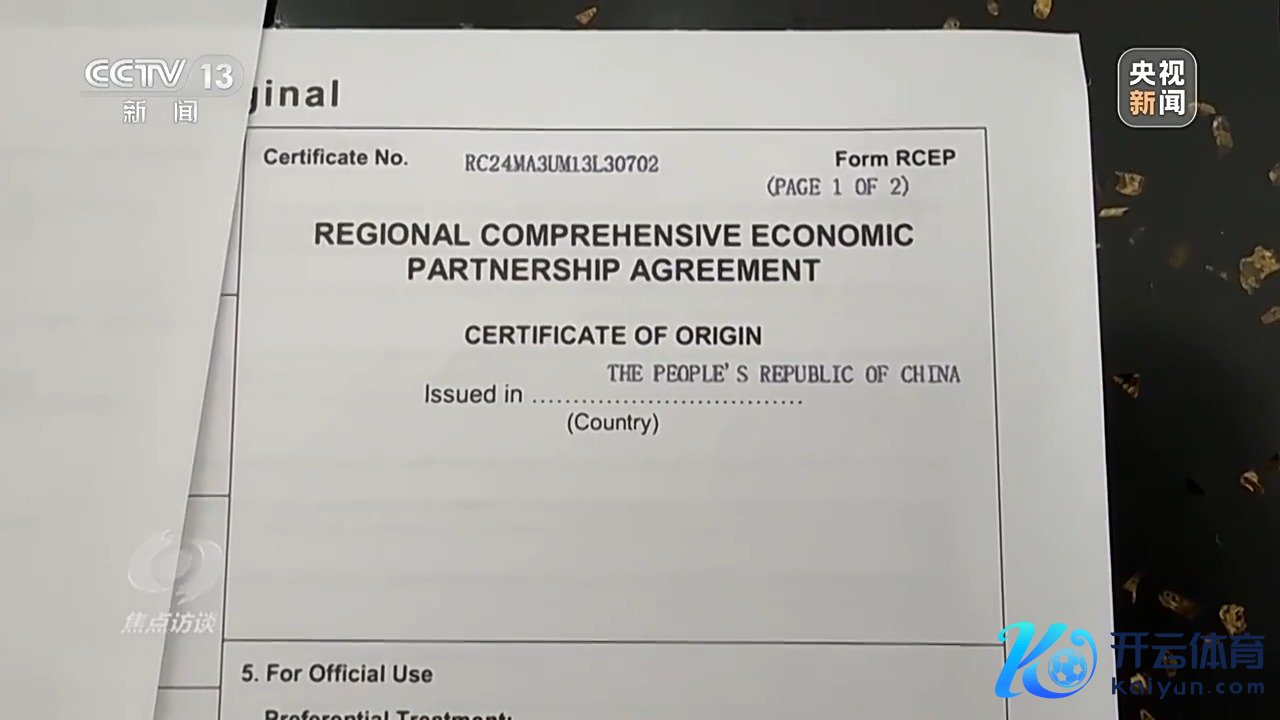 CCTV 13
新闻
央视
新闻
ginal
Certificate No. RC24MA3UM13L30702 Form RCEP
(PAGE 1 OF 2)
REGIONAL COMPREHENSIVE ECONOMIC
PARTNERSHIP AGREEMENT
CERTIFICATE OF ORIGIN
THE PEOPLE'S REPUBLIC OF CHINA
Issued in .................................
(Country)
5. For Official Use
Preferential Treatment:
焦点访谈
开云体育
kaiyun.com